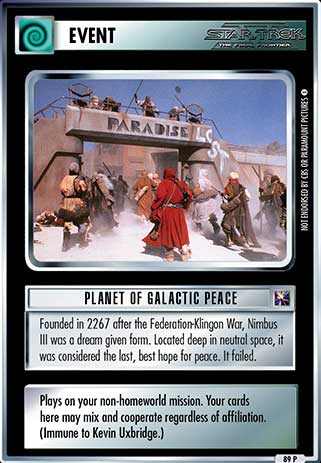 EVENT
STAR TREK V
THE FINAL FRONTIER
PARADISE
LOST
NOT ENDORSED BY CBS OR PARAMOUNT PICTURES
PLANET OF GALACTIC PEACE
Founded in 2267 after the Federation-Klingon War, Nimbus
III was a dream given form. Located deep in neutral space, it
was considered the last, best hope for peace. It failed.
Plays on your non-homeworld mission. Your cards
here may mix and cooperate regardless of affiliation.
(Immune to Kevin Uxbridge.)
89 P